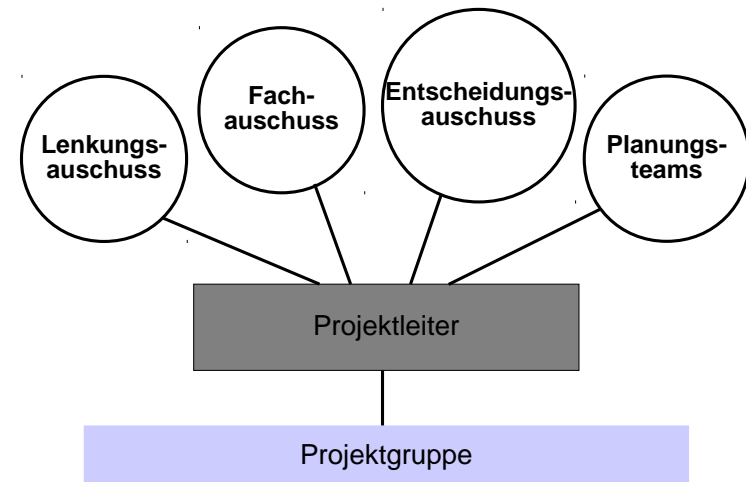 Lenkungs-
auschuss
Fach-
auschuss
Entscheidungs-
auschuss
Planungs-
teams
Projektleiter
Projektgruppe